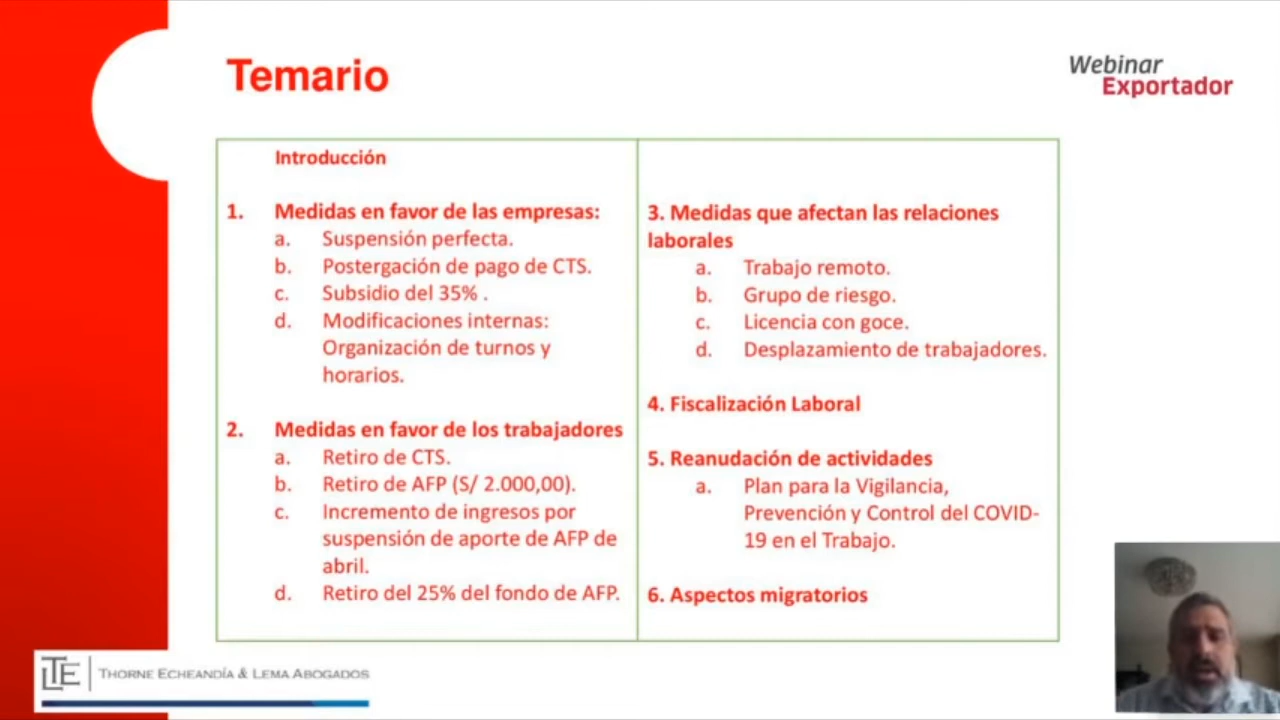 Temario
Webinar
Exportador
Introducción
1. Medidas en favor de las empresas:
a. Suspensión perfecta.
b. Postergación de pago de CTS.
c. Subsidio del 35% .
d. Modificaciones internas:
Organización de turnos y
horarios.
2. Medidas en favor de los trabajadores
a. Retiro de CTS.
b. Retiro de AFP (S/ 2.000,00).
c. Incremento de ingresos por
suspensión de aporte de AFP de
abril.
d. Retiro del 25% del fondo de AFP.
3. Medidas que afectan las relaciones
laborales
a. Trabajo remoto.
b. Grupo de riesgo.
c. Licencia con goce.
d. Desplazamiento de trabajadores.
4. Fiscalización Laboral
5. Reanudación de actividades
a. Plan para la Vigilancia,
Prevención y Control del COVID-
19 en el Trabajo.
6. Aspectos migratorios
LTE THORNE ECHEANDÍA & LEMA ABOGADOS